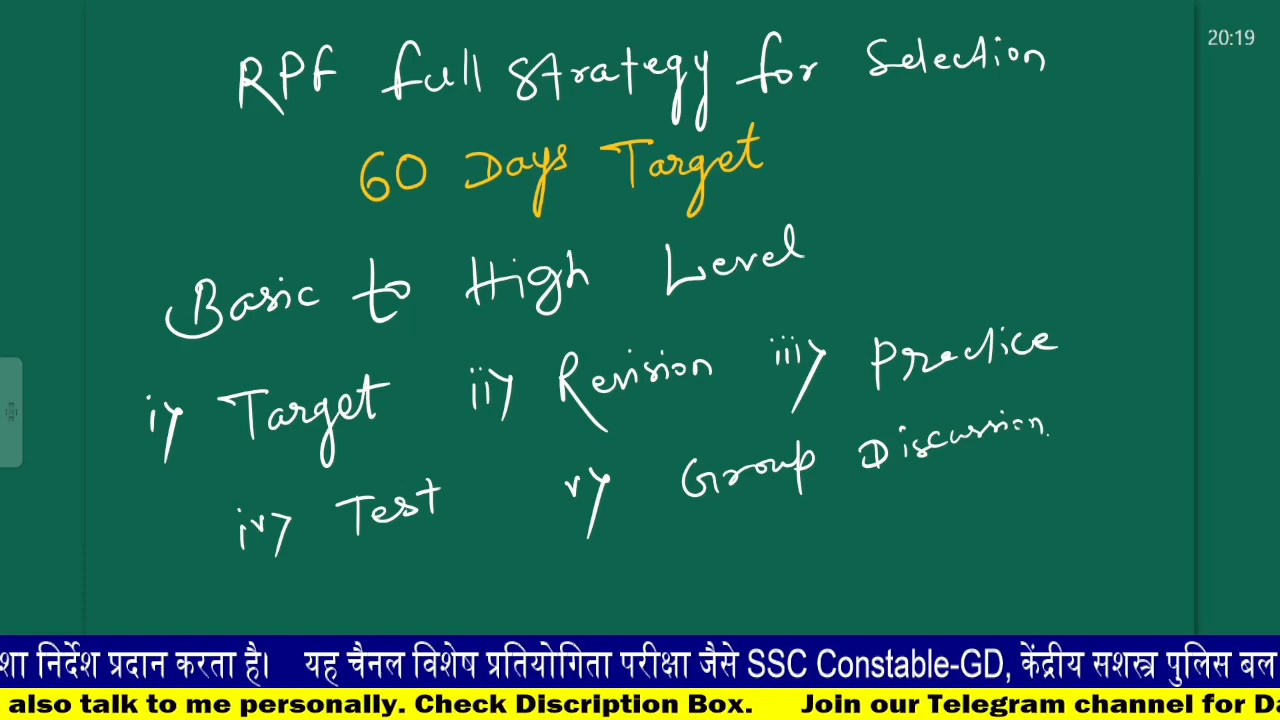 20:19
RPF full strategy for Selection
60 Days Target
Basic to High Level
i> Target ii> Revision iii> Practice
iv> Test v> Group Discussion
शा निर्देश प्रदान करता है। यह चैनल विशेष प्रतियोगिता परीक्षा जैसे SSC Constable-GD, केंद्रीय सशस्त्र पुलिस बल
also talk to me personally. Check Discription Box. Join our Telegram channel for Da